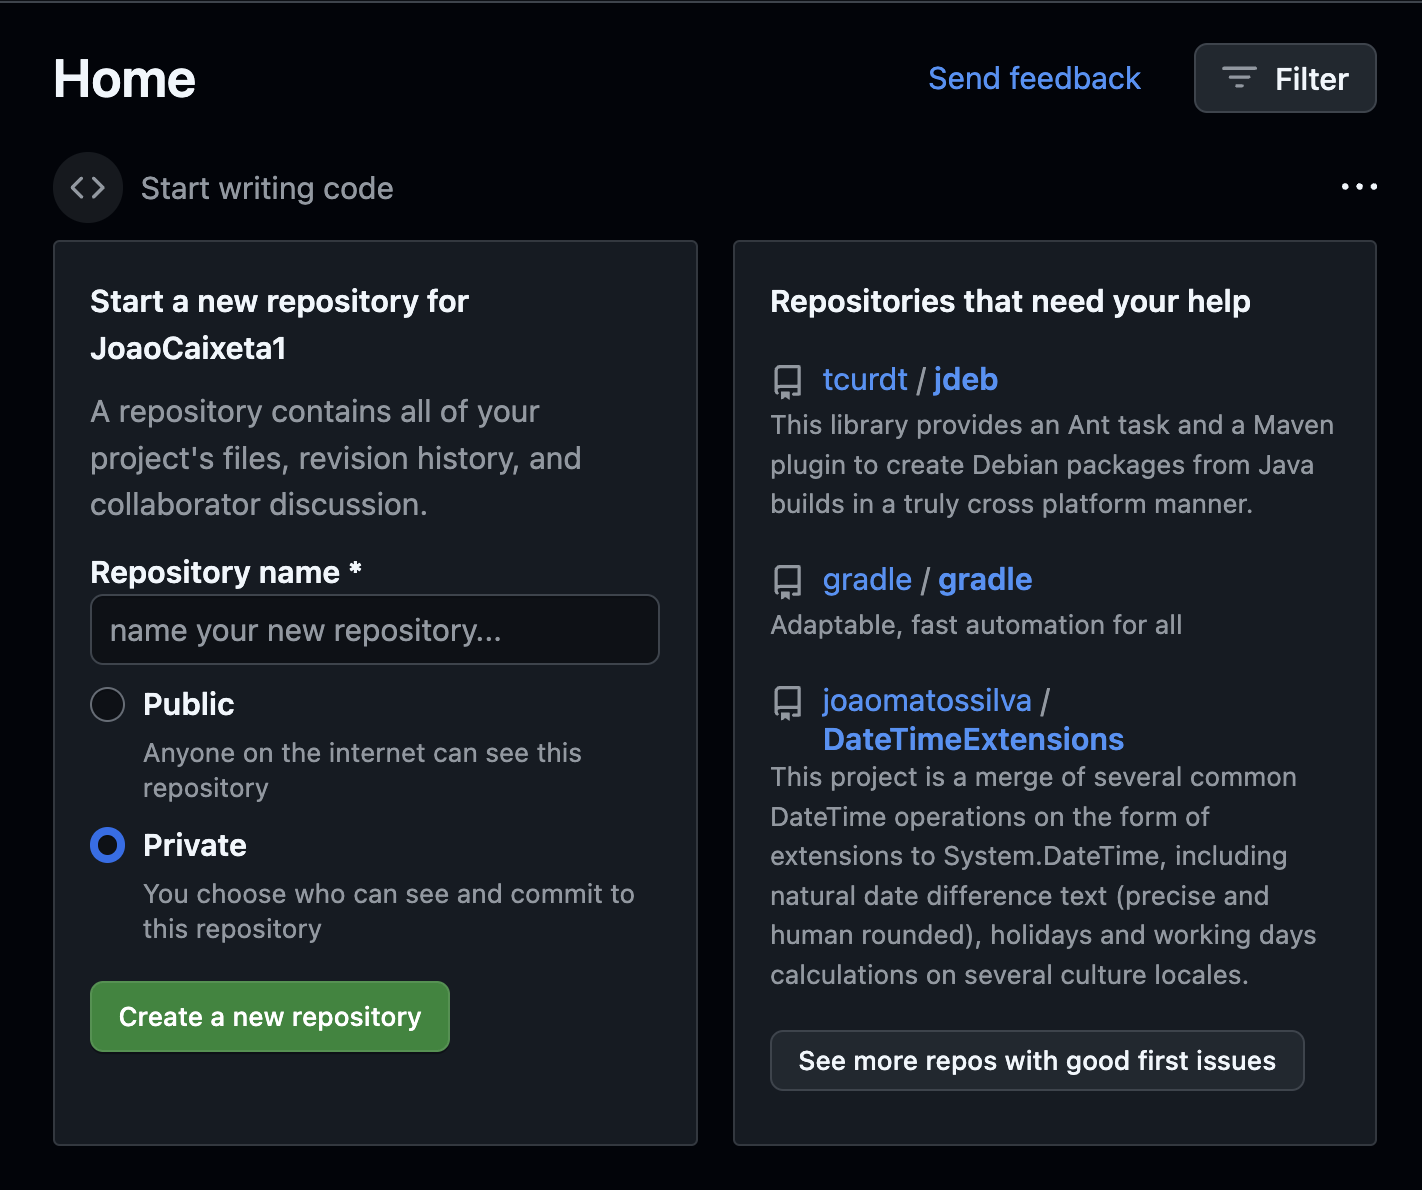 Home
Send feedback
Filter
Start writing code
Start a new repository for
JoaoCaixeta1
A repository contains all of your
project's files, revision history, and
collaborator discussion.
Repository name *
name your new repository...
Public
Anyone on the internet can see this
repository
Private
You choose who can see and commit to
this repository
Create a new repository
Repositories that need your help
tcurdt / jdeb
This library provides an Ant task and a Maven
plugin to create Debian packages from Java
builds in a truly cross platform manner.
gradle / gradle
Adaptable, fast automation for all
joaomatossilva /
DateTimeExtensions
This project is a merge of several common
DateTime operations on the form of
extensions to System.DateTime, including
natural date difference text (precise and
human rounded), holidays and working days
calculations on several culture locales.
See more repos with good first issues